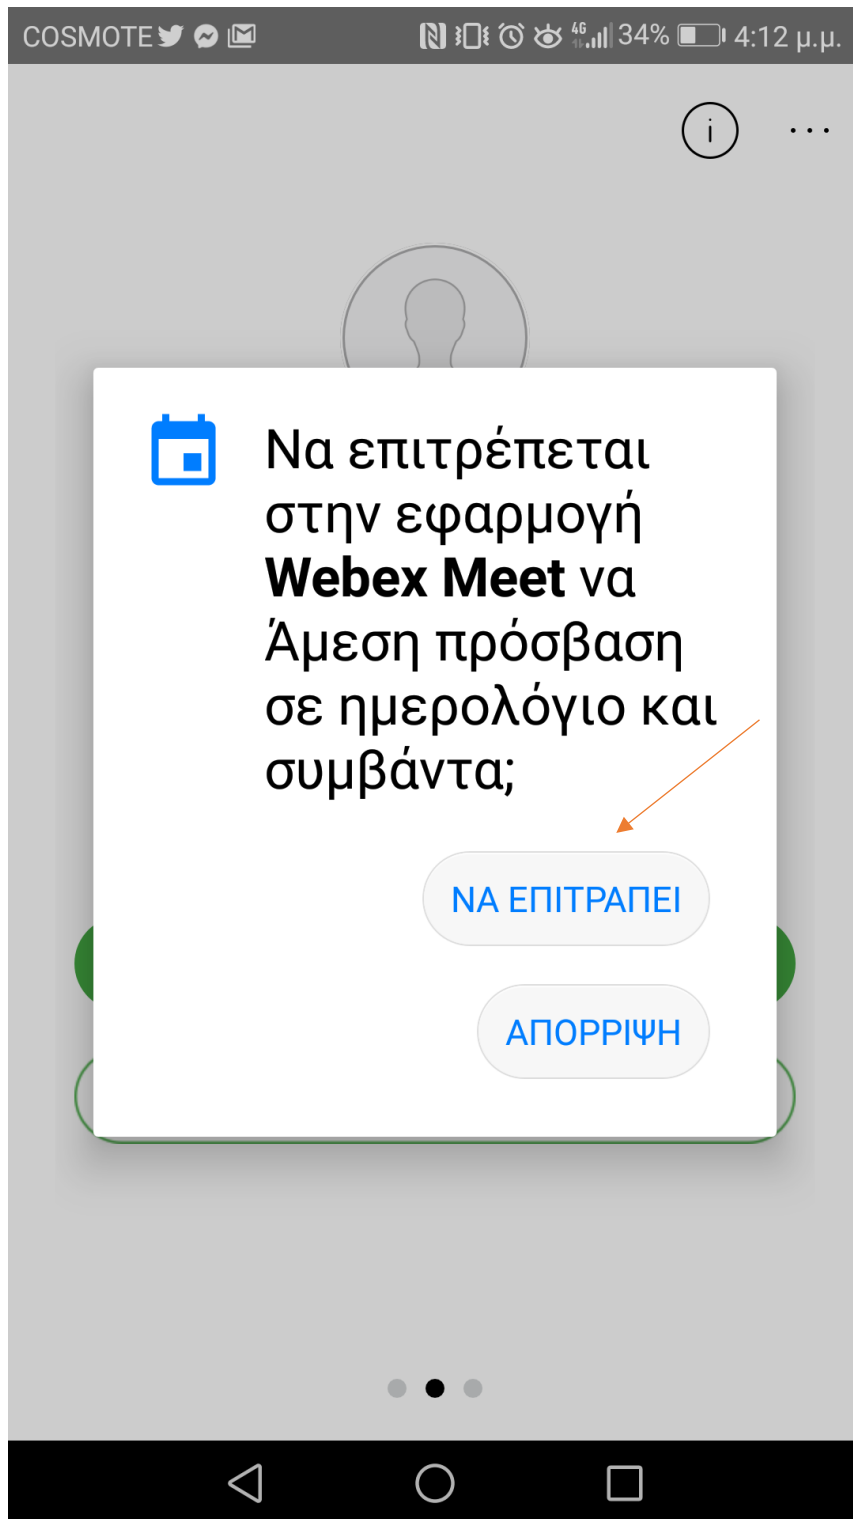 COSMOTE 4G 34% 4:12 μ.μ.
Να επιτρέπεται
στην εφαρμογή
Webex Meet να
Άμεση πρόσβαση
σε ημερολόγιο και
συμβάντα;
ΝΑ ΕΠΙΤΡΑΠΕΙ
ΑΠΟΡΡΙΨΗ